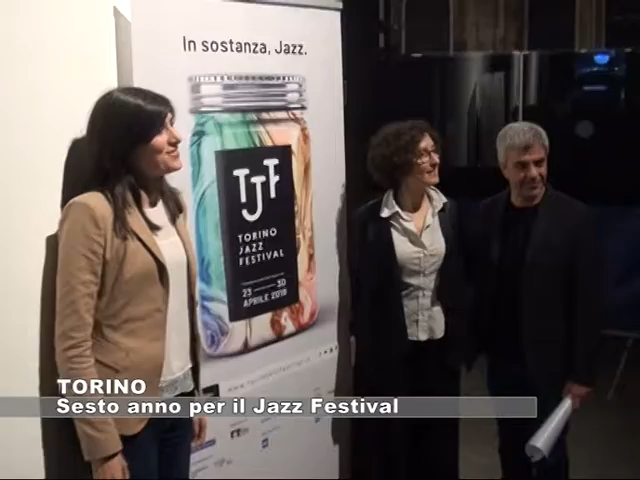 In sostanza, Jazz.
TJF
TORINO
JAZZ
FESTIVAL
23 — 30
APRILE 2018
TORINO
Sesto anno per il Jazz Festival